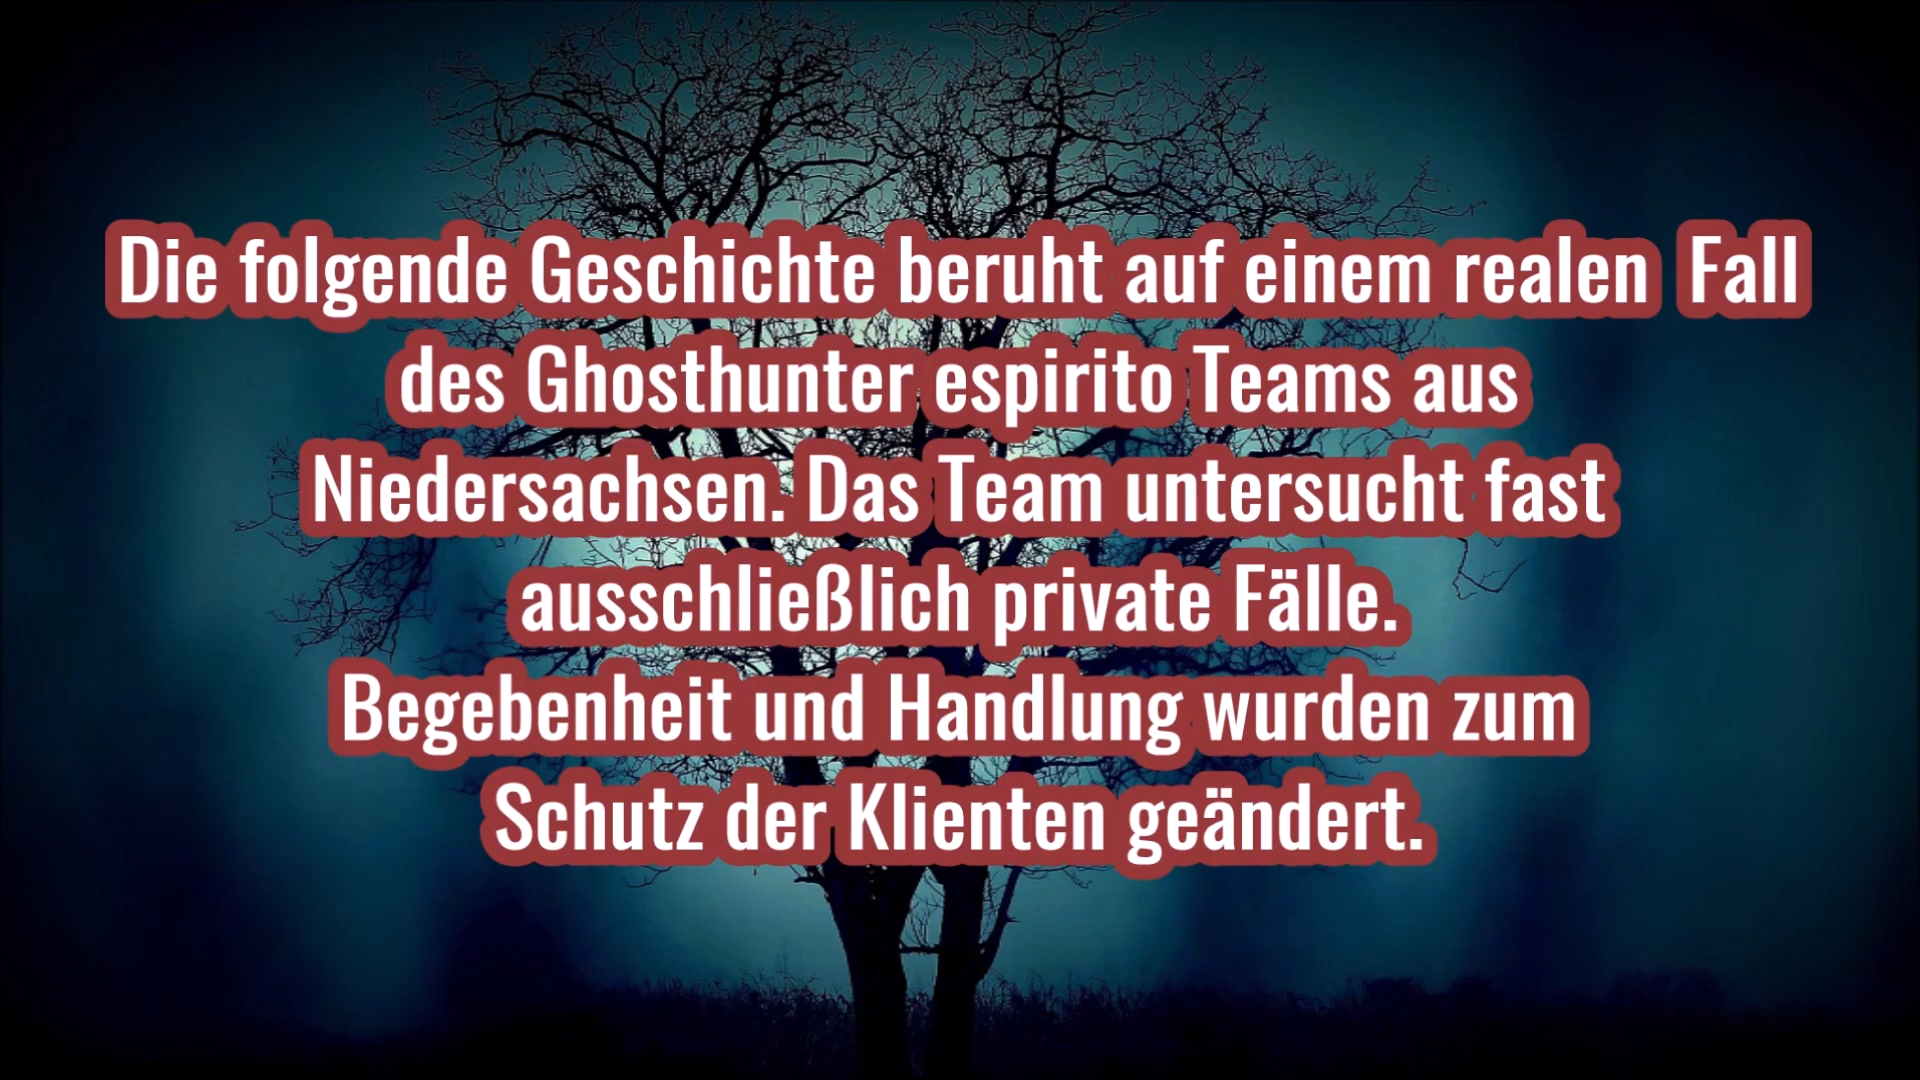 Die folgende Geschichte beruht auf einem realen Fall
des Ghosthunter espirito Teams aus
Niedersachsen. Das Team untersucht fast
ausschließlich private Fälle.
Begebenheit und Handlung wurden zum
Schutz der Klienten geändert.